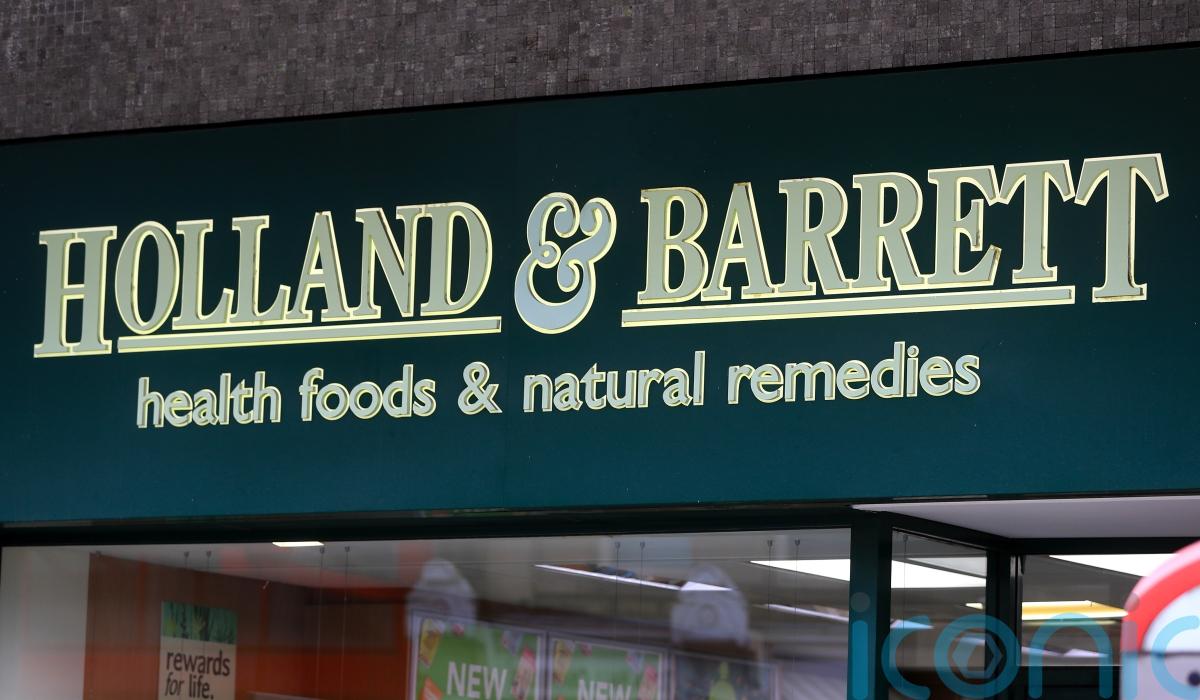 HOLLAND & BARRETT
health foods & natural remedies
rewards
for life.
NEW
NEW
iconic